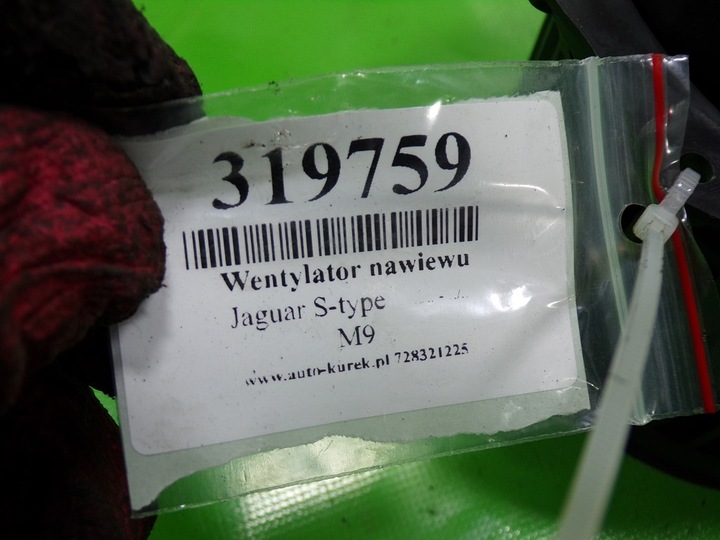 319759
Wentylator nawiewu
Jaguar S-type
M9
www.auto-kurek.pl 728321225